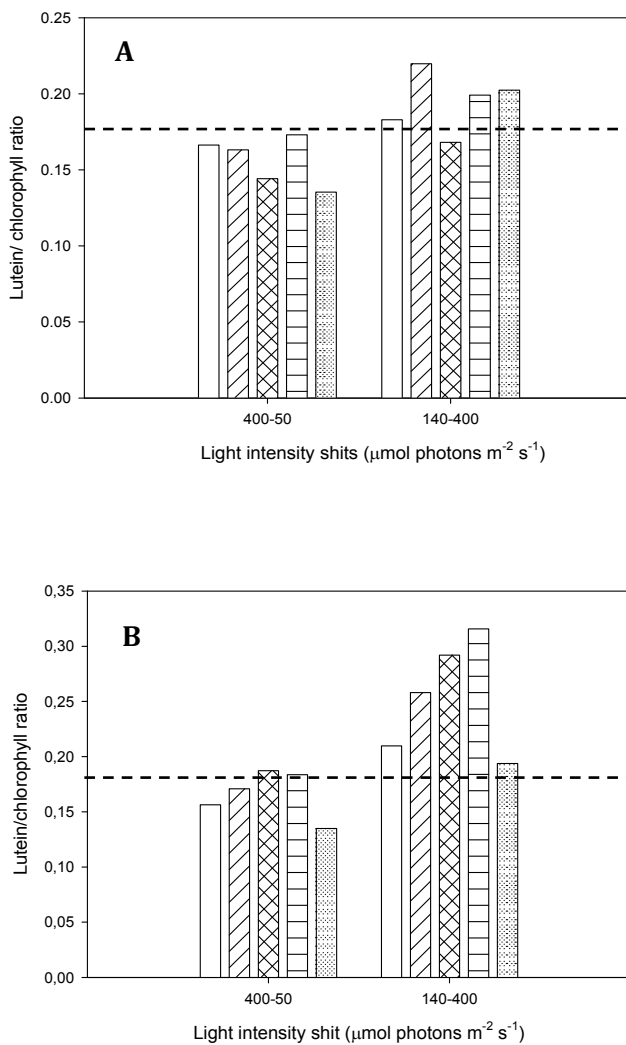 0.25
A
0.20
0.15
0.10
0.05
0.00
Lutein/ chlorophyll ratio
400-50 140-400
Light intensity shits (μmol photons m⁻² s⁻¹)
0,35
B
0,30
0,25
0,20
0,15
0,10
0,05
0,00
Lutein/chlorophyll ratio
400-50 140-400
Light intensity shit (μmol photons m⁻² s⁻¹)